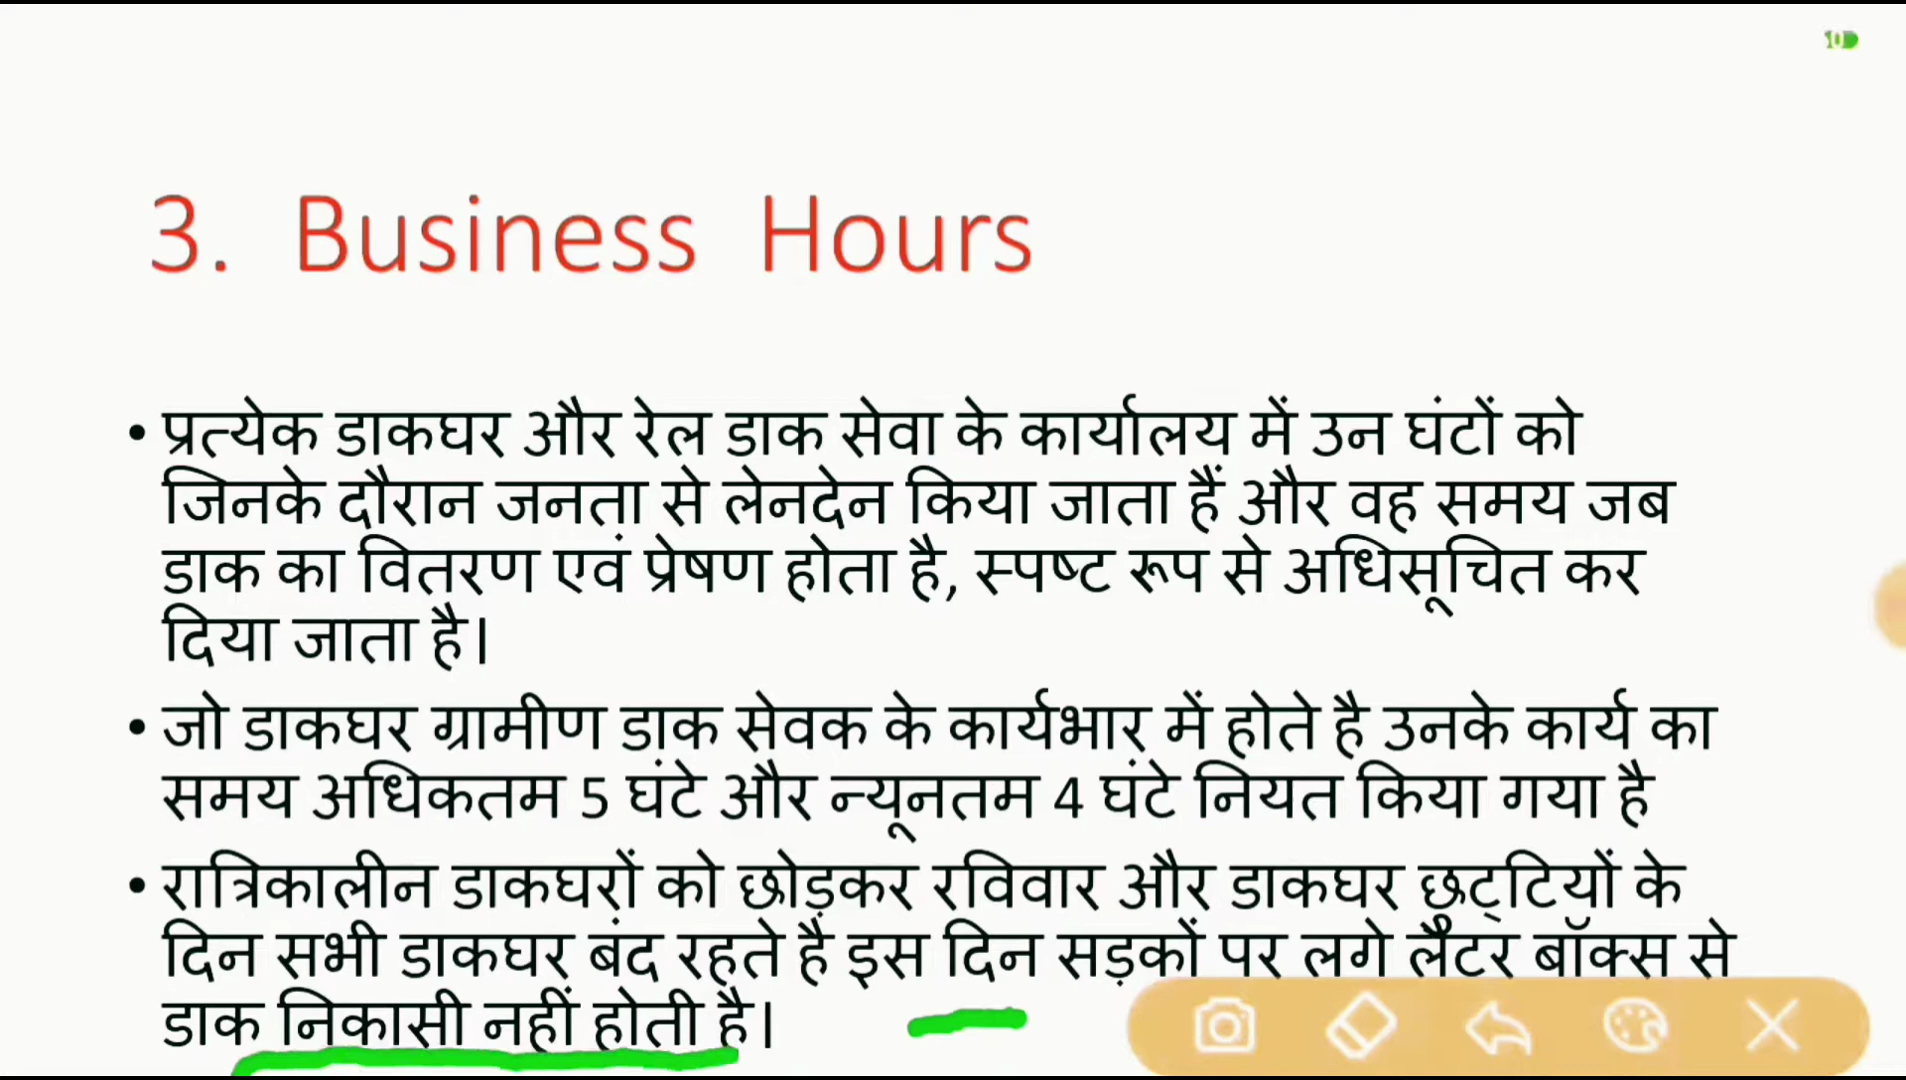 3. Business Hours
• प्रत्येक डाकघर और रेल डाक सेवा के कार्यालय में उन घंटों को
जिनके दौरान जनता से लेनदेन किया जाता हैं और वह समय जब
डाक का वितरण एवं प्रेषण होता है, स्पष्ट रूप से अधिसूचित कर
दिया जाता है।
• जो डाकघर ग्रामीण डाक सेवक के कार्यभार में होते है उनके कार्य का
समय अधिकतम 5 घंटे और न्यूनतम 4 घंटे नियत किया गया है
• रात्रिकालीन डाकघरों को छोड़कर रविवार और डाकघर छुट्टियों के
दिन सभी डाकघर बंद रहते हैं इस दिन सड़कों पर लगे लैटर बॉक्स से
डाक निकासी नहीं होती है।